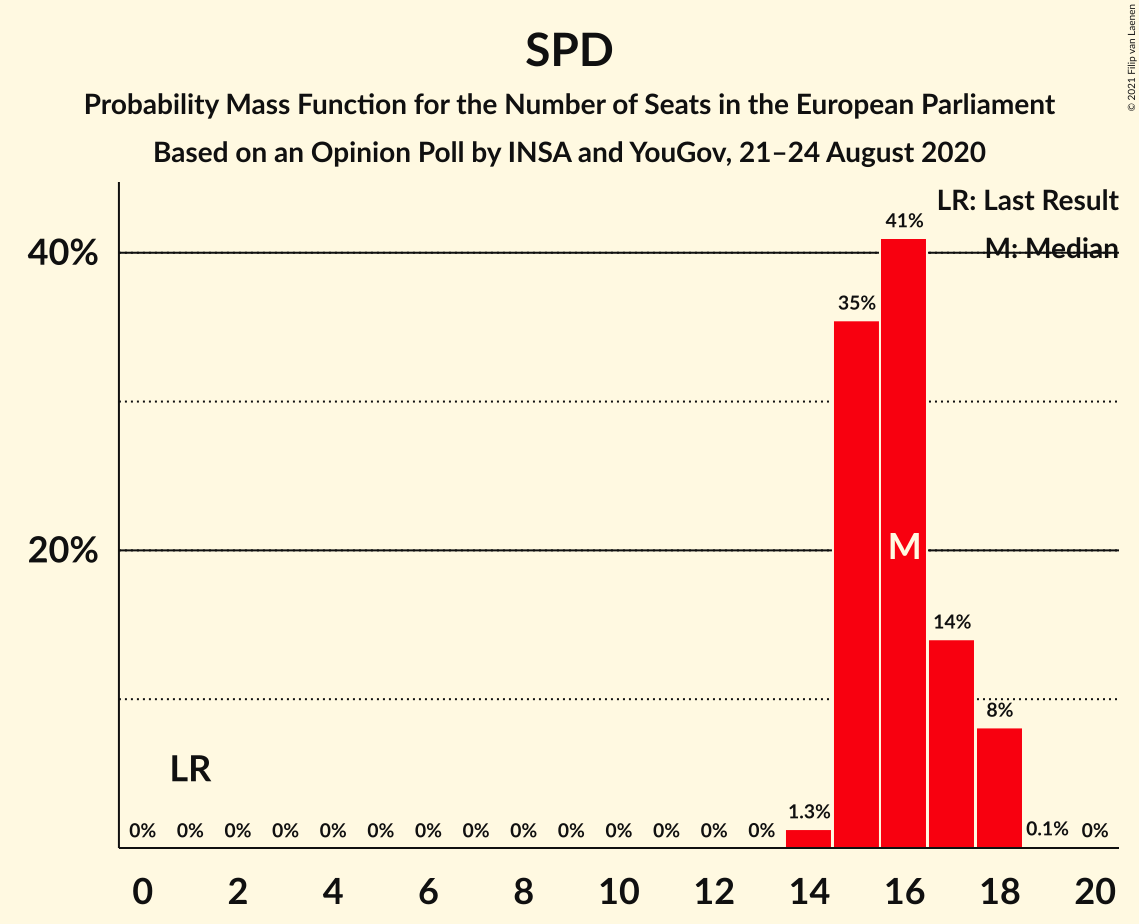 SPD
Probability Mass Function for the Number of Seats in the European Parliament
Based on an Opinion Poll by INSA and YouGov, 21–24 August 2020
© 2021 Filip van Laenen
LR: Last Result
M: Median
40%
20%
41%
35%
M
14%
8%
LR
0% 0% 0% 0% 0% 0% 0% 0% 0% 0% 0% 0% 0% 0% 1.3% 0.1% 0%
0 2 4 6 8 10 12 14 16 18 20